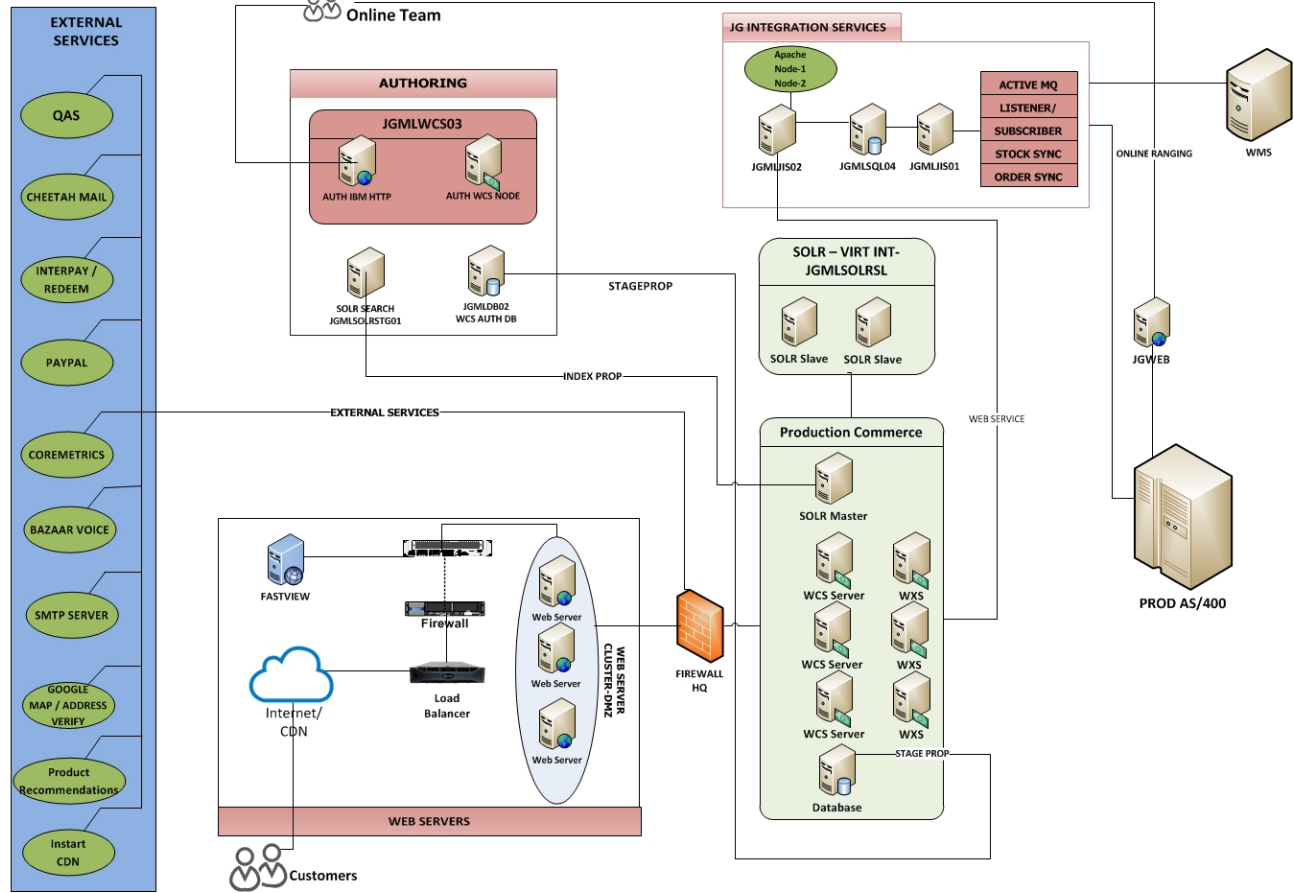 EXTERNAL
SERVICES
QAS
CHEETAH MAIL
INTERPAY /
REDEEM
PAYPAL
COREMETRICS
BAZAAR VOICE
SMTP SERVER
GOOGLE
MAP / ADDRESS
VERIFY
Product
Recommendations
Instart
CDN
Online Team
AUTHORING
JGMLWCS03
AUTH IBM HTTP
AUTH WCS NODE
SOLR SEARCH
JGMLSOLRSTG01
JGMLDB02
WCS AUTH DB
STAGEPROP
INDEX PROP
EXTERNAL SERVICES
JG INTEGRATION SERVICES
Apache
Node-1
Node-2
JGMLJIS02
JGMLSQL04
JGMLJIS01
ACTIVE MQ
LISTENER/
SUBSCRIBER
STOCK SYNC
ORDER SYNC
WMS
ONLINE RANGING
JGWEB
PROD AS/400
WEB SERVICE
SOLR – VIRT INT-
JGMLSOLRSL
SOLR Slave
SOLR Slave
Production Commerce
SOLR Master
WCS Server
WXS
WCS Server
WXS
WCS Server
WXS
STAGE PROP
Database
FASTVIEW
Firewall
Load
Balancer
Internet/
CDN
Web Server
Web Server
Web Server
WEB SERVER
CLUSTER-DMZ
FIREWALL
HQ
WEB SERVERS
Customers